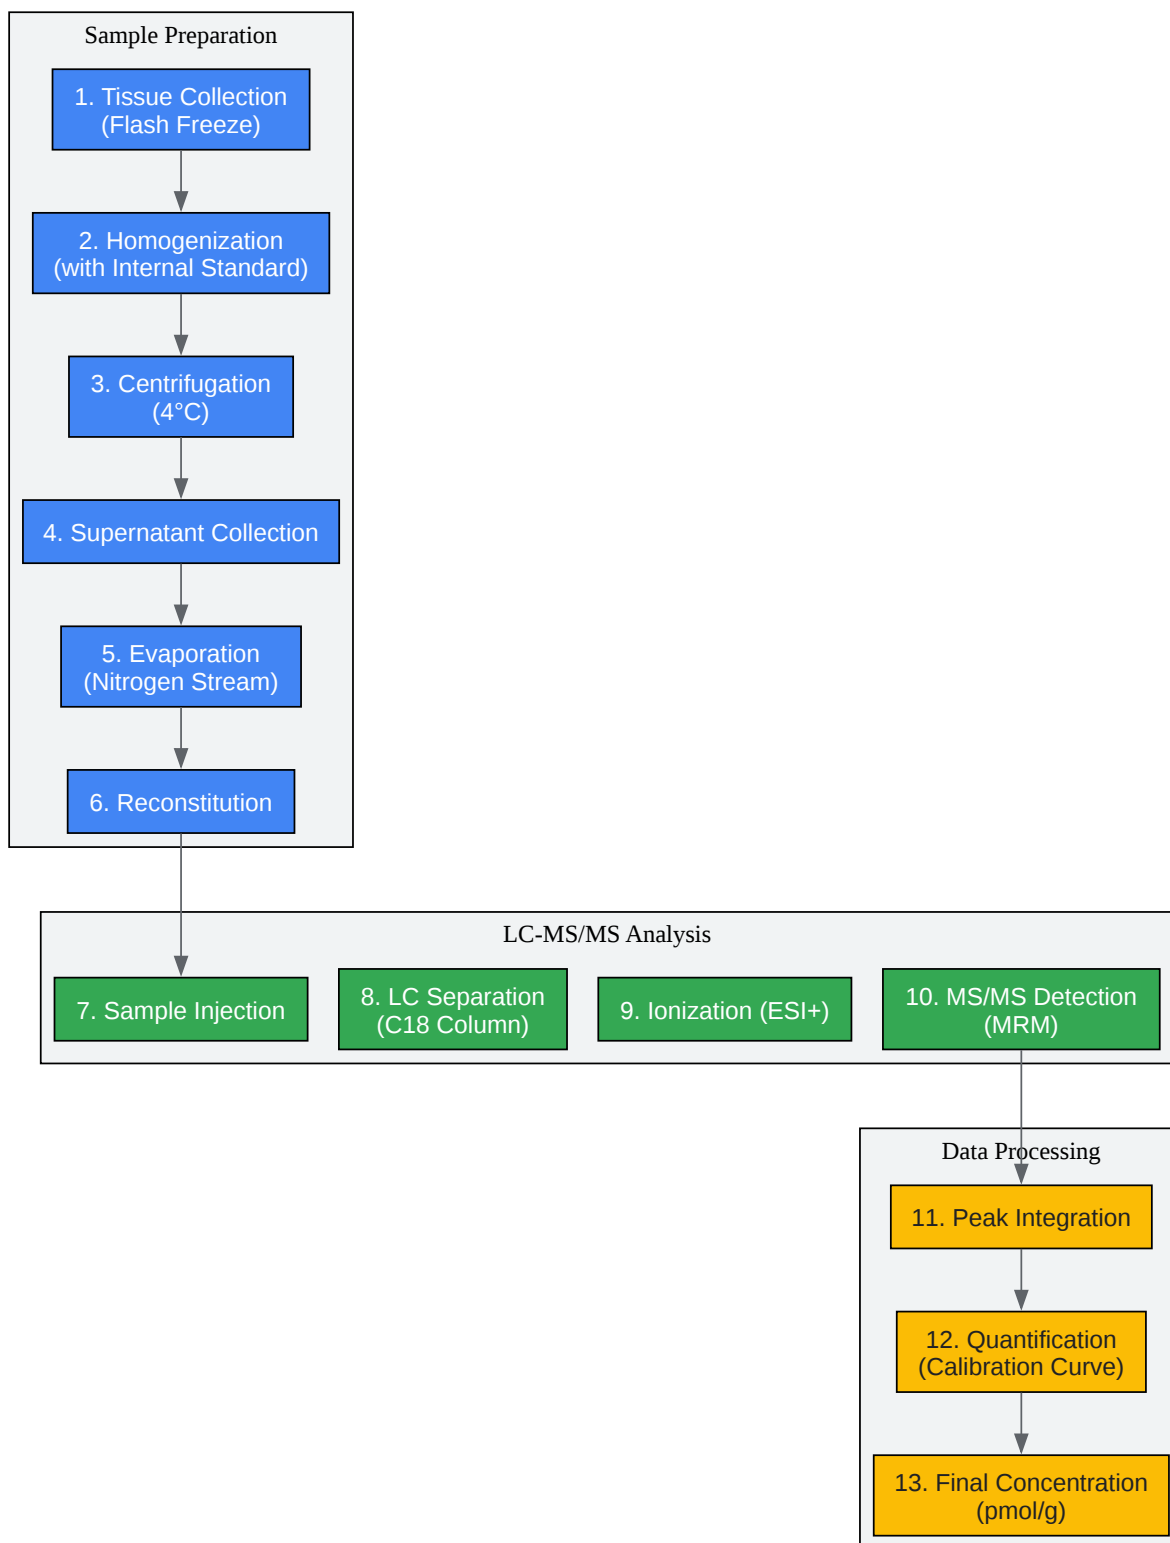 Sample Preparation
1. Tissue Collection
(Flash Freeze)
2. Homogenization
(with Internal Standard)
3. Centrifugation
(4°C)
4. Supernatant Collection
5. Evaporation
(Nitrogen Stream)
6. Reconstitution
LC-MS/MS Analysis
7. Sample Injection
8. LC Separation
(C18 Column)
9. Ionization (ESI+)
10. MS/MS Detection
(MRM)
Data Processing
11. Peak Integration
12. Quantification
(Calibration Curve)
13. Final Concentration
(pmol/g)